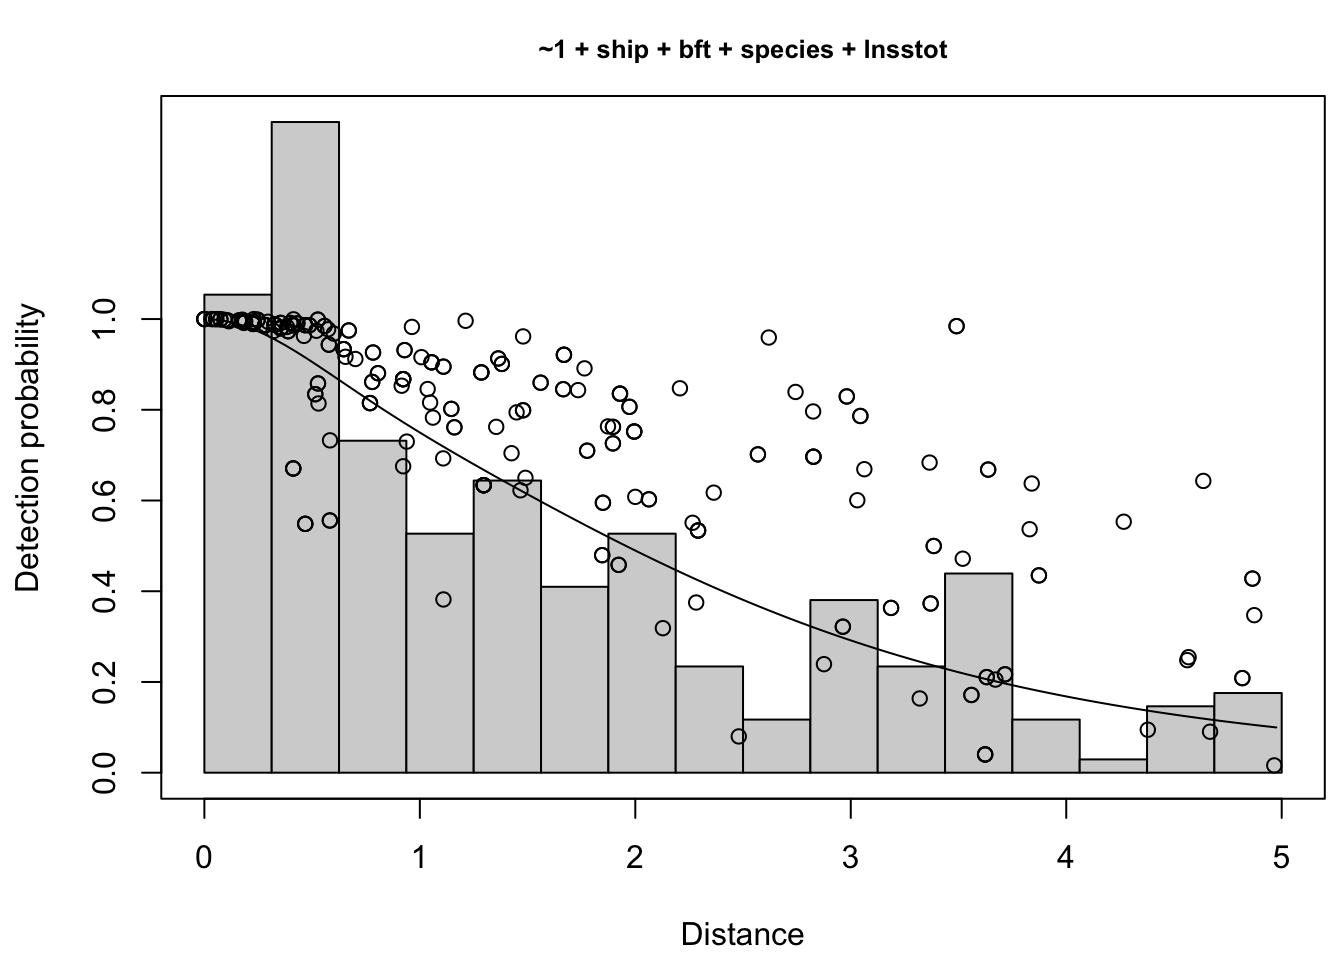 ~1 + ship + bft + species + lnsstot
Detection probability
1.0
0.8
0.6
0.4
0.2
0.0
0 1 2 3 4 5
Distance